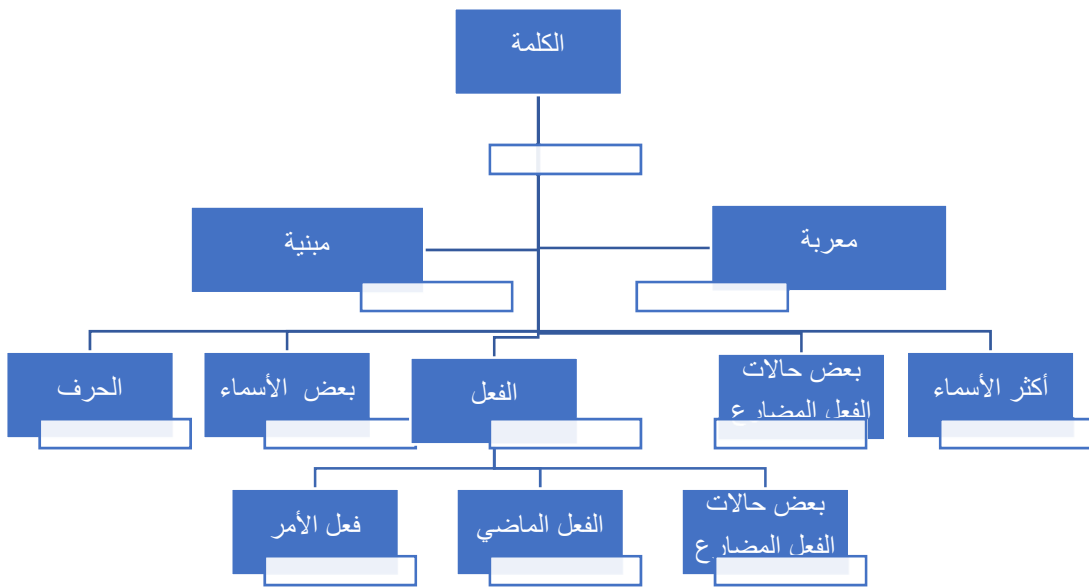 الكلمة
معربة
مبنية
أكثر الأسماء
بعض حالات
الفعل المضارع
الفعل
بعض الأسماء
الحرف
بعض حالات
الفعل المضارع
الفعل الماضي
فعل الأمر